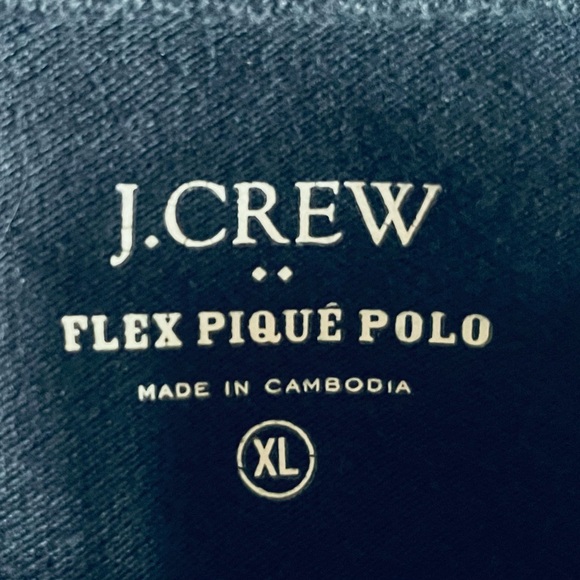 J.CREW
FLEX PIQUÉ POLO
MADE IN CAMBODIA
XL